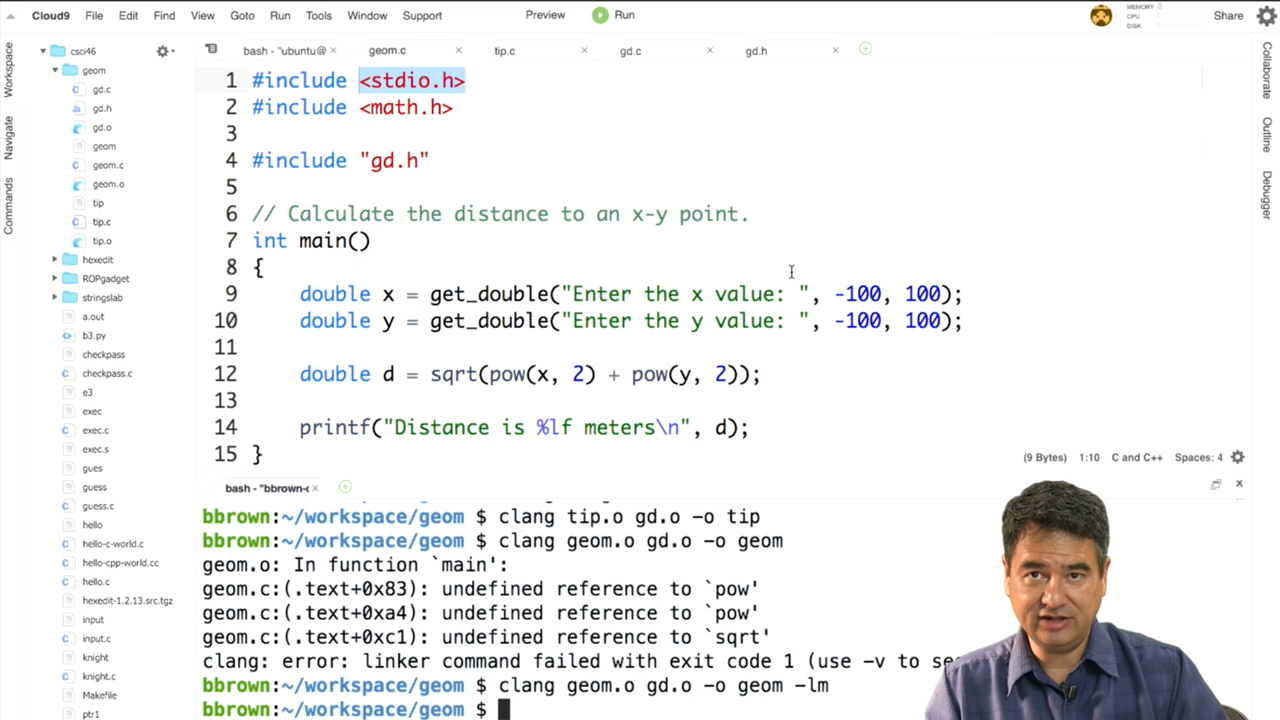 Cloud9 File Edit Find View Goto Run Tools Window Support Preview Run MEMORY CPU DISK Share
Workspace
Navigate
Commands
csci46
geom
gd.c
gd.h
gd.o
geom
geom.c
geom.o
tip
tip.c
tip.o
hexedit
ROPgadget
stringslab
a.out
b3.py
checkpass
checkpass.c
e3
exec
exec.c
exec.s
gues
guess
guess.c
hello
hello-c-world.c
hello-cpp-world.cc
hello.c
hexedit-1.2.13.src.tgz
input
input.c
knight
knight.c
Makefile
ptr1
bash - "ubuntu@ geom.c tip.c gd.c gd.h
1 #include <stdio.h>
2 #include <math.h>
3
4 #include "gd.h"
5
6 // Calculate the distance to an x-y point.
7 int main()
8 {
9 double x = get_double("Enter the x value: ", -100, 100);
10 double y = get_double("Enter the y value: ", -100, 100);
11
12 double d = sqrt(pow(x, 2) + pow(y, 2));
13
14 printf("Distance is %lf meters\n", d);
15 }
(9 Bytes) 1:10 C and C++ Spaces: 4
bash - "bbrown-c
bbrown:~/workspace/geom $ clang tip.o gd.o -o tip
bbrown:~/workspace/geom $ clang geom.o gd.o -o geom
geom.o: In function `main':
geom.c:(.text+0x83): undefined reference to `pow'
geom.c:(.text+0xa4): undefined reference to `pow'
geom.c:(.text+0xc1): undefined reference to `sqrt'
clang: error: linker command failed with exit code 1 (use -v to se
bbrown:~/workspace/geom $ clang geom.o gd.o -o geom -lm
bbrown:~/workspace/geom $
Collaborate
Outline
Debugger